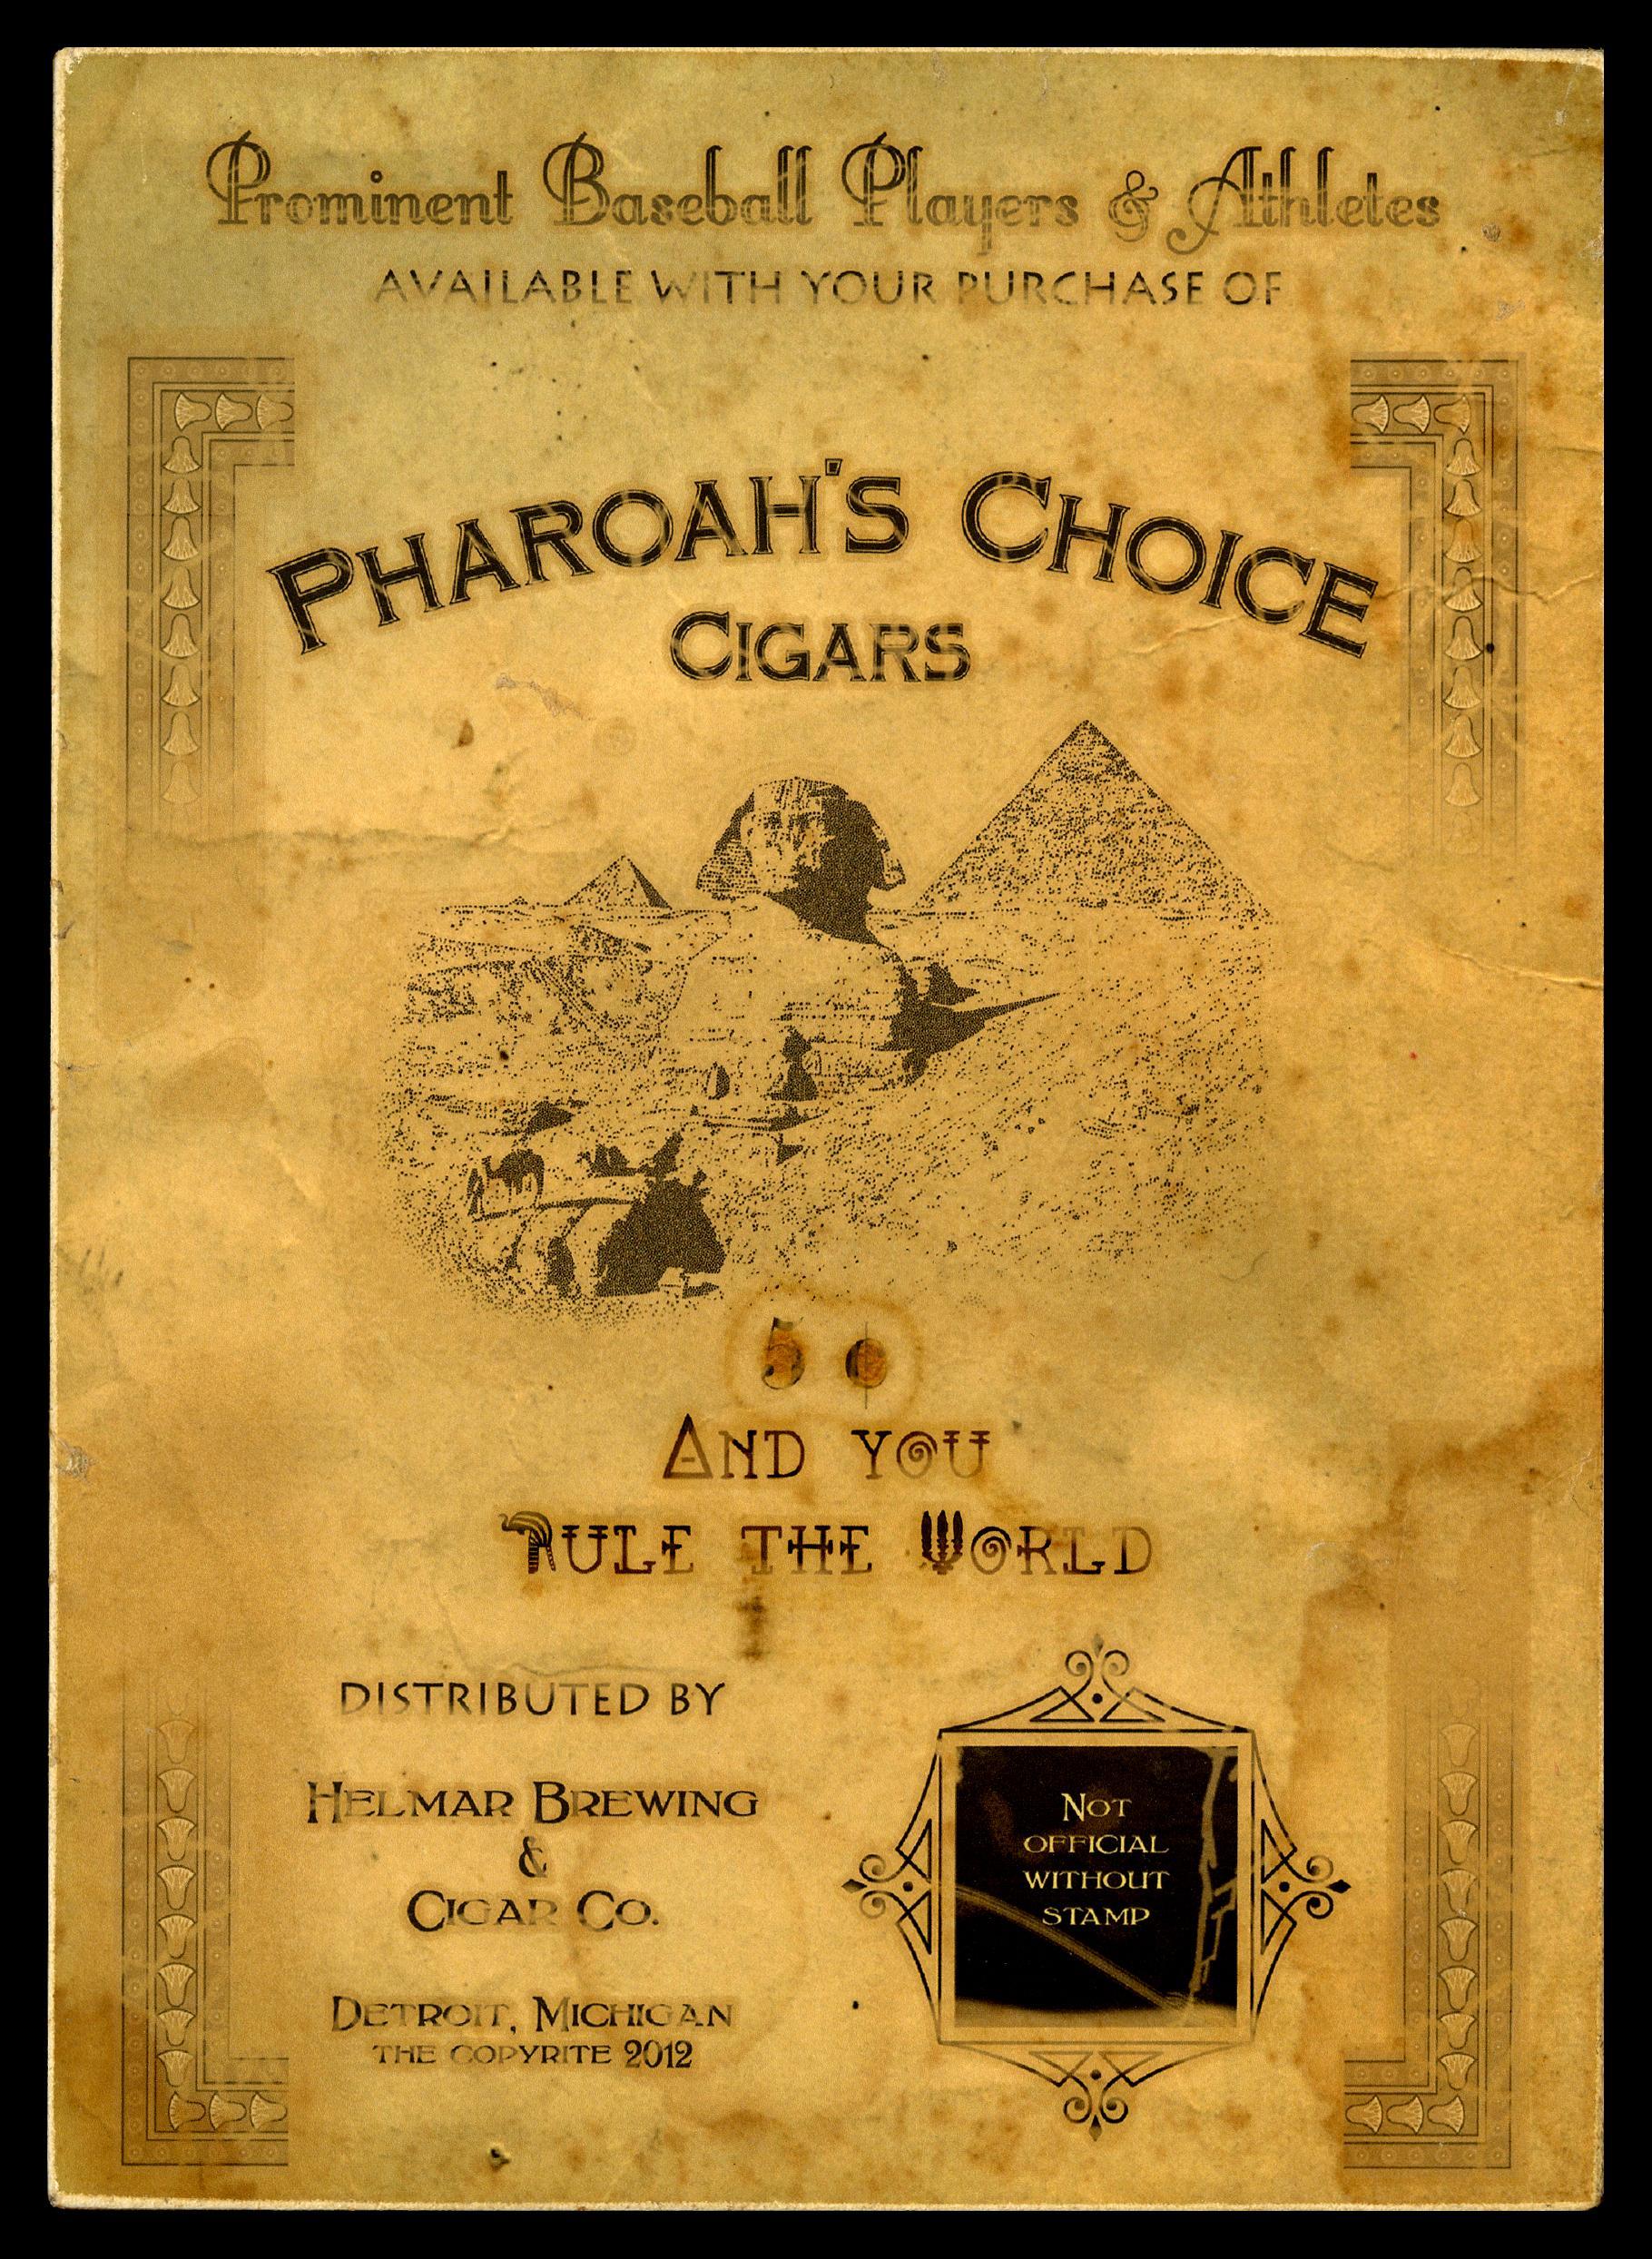 Prominent Baseball Players & Athletes
AVAILABLE WITH YOUR PURCHASE OF
PHAROAH'S CHOICE
CIGARS
5 ¢
AND YOU
RULE THE WORLD
DISTRIBUTED BY
HELMAR BREWING
&
CIGAR CO.
DETROIT, MICHIGAN
THE COPYRITE 2012
NOT
OFFICIAL
WITHOUT
STAMP